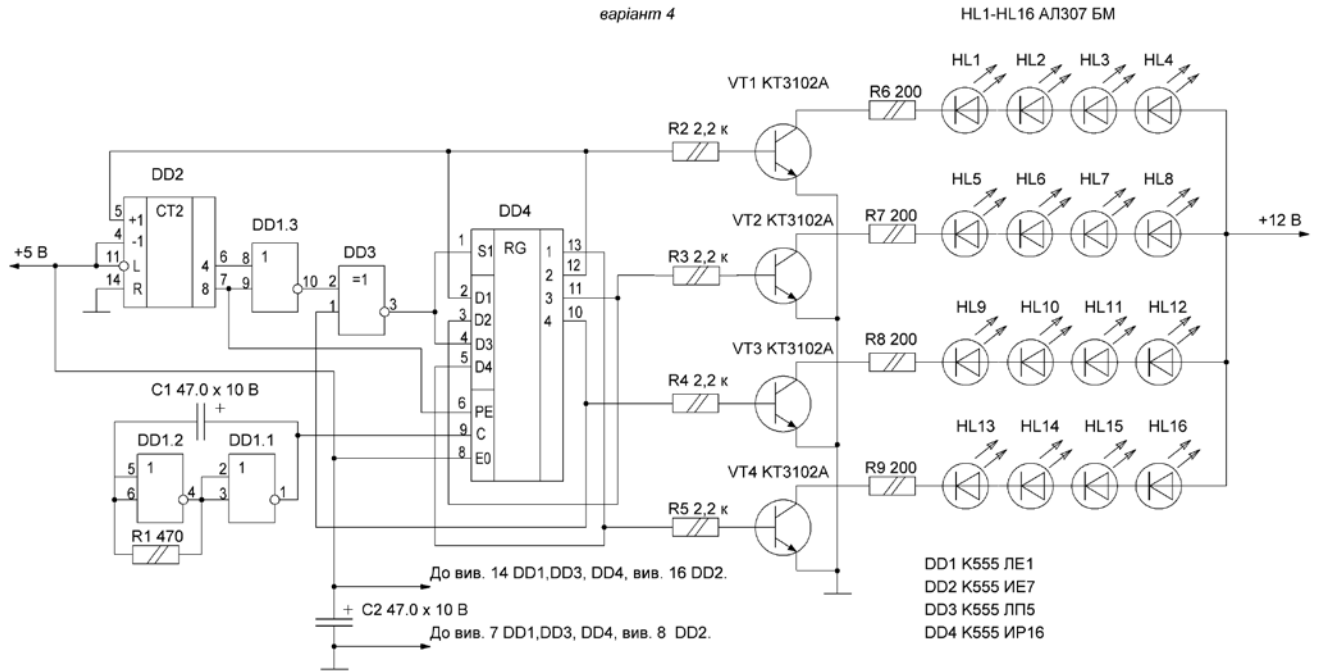 варіант 4
HL1-HL16 АЛ307 БМ
HL1 HL2 HL3 HL4
VT1 КТ3102А
R6 200
R2 2,2 к
DD2
5 +1 CT2
4 -1
11 L 4 6
14 R 8 7
+5 В
DD1.3
8 1
9 10
DD3
2 =1
1 3
DD4
1 S1 RG 1 13
2 12
2 D1 3 11
3 D2 4 10
4 D3
5 D4
6 PE
9 C
8 E0
HL5 HL6 HL7 HL8
VT2 КТ3102А
R7 200
+12 В
R3 2,2 к
HL9 HL10 HL11 HL12
VT3 КТ3102А
R8 200
R4 2,2 к
C1 47.0 x 10 В
+
DD1.2 DD1.1
5 1 2 1
6 4 3 1
R1 470
HL13 HL14 HL15 HL16
VT4 КТ3102А
R9 200
R5 2,2 к
До вив. 14 DD1,DD3, DD4, вив. 16 DD2.
+ C2 47.0 x 10 В
До вив. 7 DD1,DD3, DD4, вив. 8 DD2.
DD1 К555 ЛЕ1
DD2 К555 ИЕ7
DD3 К555 ЛП5
DD4 К555 ИР16